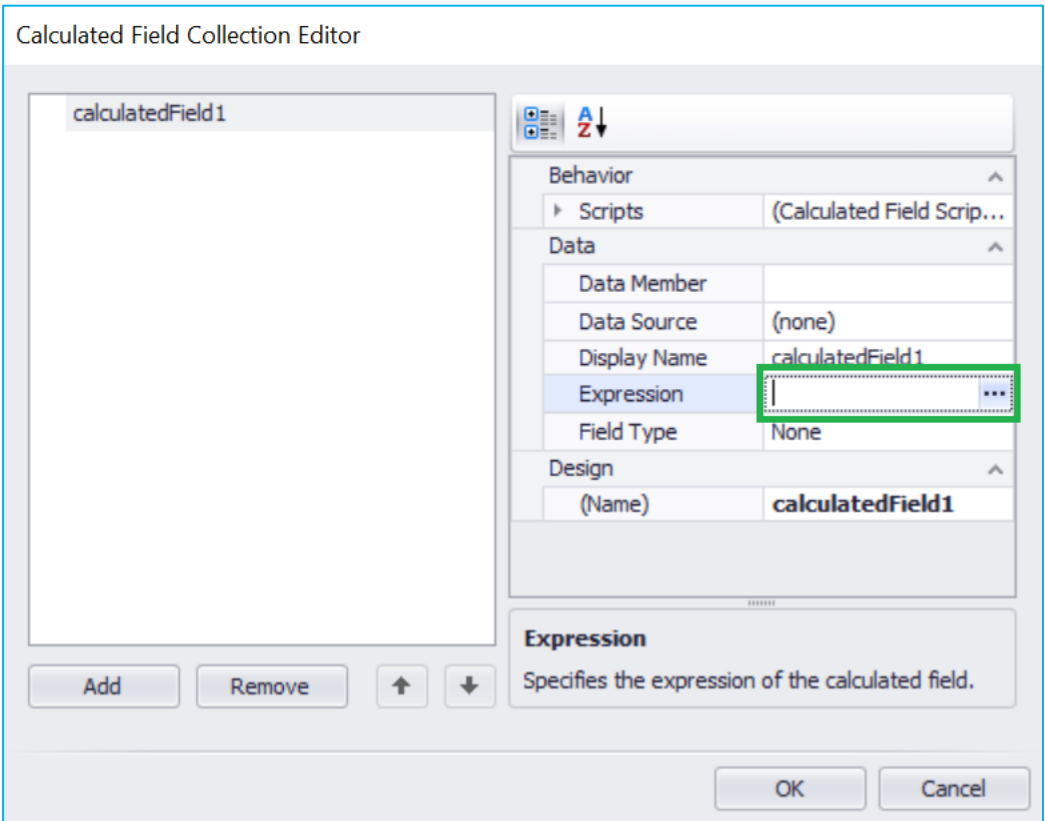 Calculated Field Collection Editor
calculatedField1
A
Z
Behavior
Scripts (Calculated Field Scrip...
Data
Data Member
Data Source (none)
Display Name calculatedField1
Expression ...
Field Type None
Design
(Name) calculatedField1
Expression
Specifies the expression of the calculated field.
Add Remove
OK Cancel